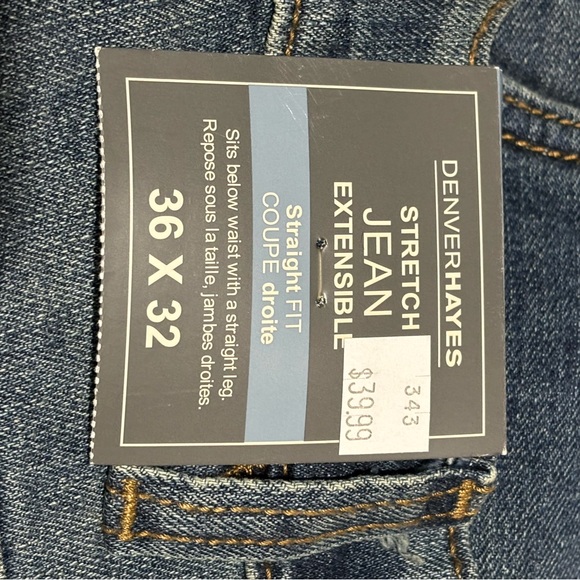 DENVERHAYES
STRETCH
JEAN
EXTENSIBLE
343
$39.99
Straight FIT
COUPE droite
Sits below waist with a straight leg.
Repose sous la taille, jambes droites.
36 X 32